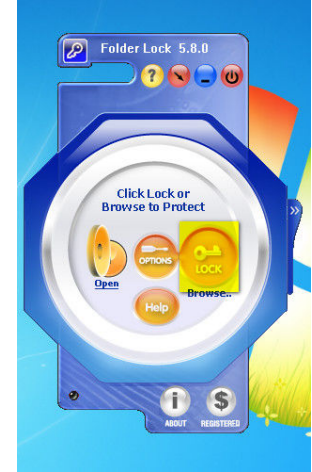 Folder Lock 5.8.0
?
Click Lock or
Browse to Protect
OPTIONS
LOCK
Open
Browse..
Help
i
$
ABOUT
REGISTERED